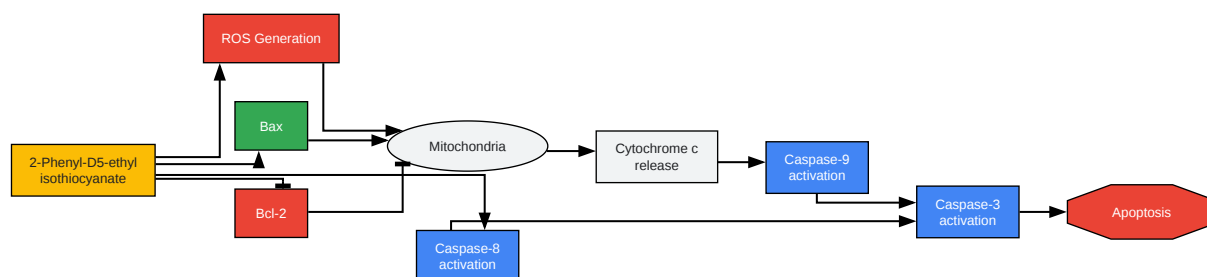 ROS Generation
Bax
2-Phenyl-D5-ethyl
isothiocyanate
Bcl-2
Mitochondria
Cytochrome c
release
Caspase-9
activation
Caspase-8
activation
Caspase-3
activation
Apoptosis